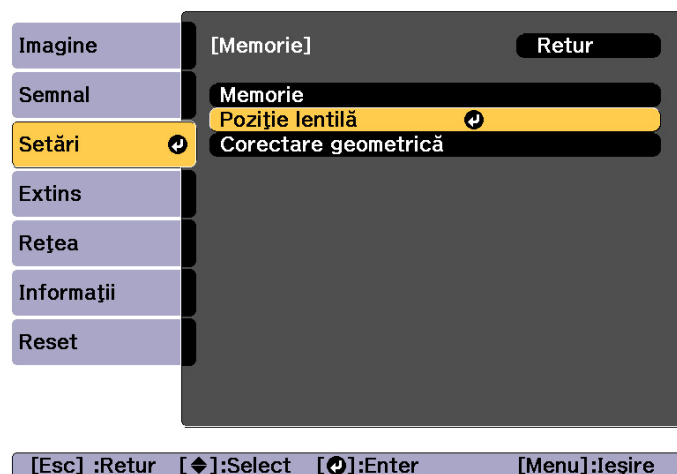 Imagine
Semnal
Setări
Extins
Reţea
Informaţii
Reset
[Memorie] Retur
Memorie
Poziţie lentilă
Corectare geometrică
[Esc] :Retur [◆]:Select [↵]:Enter [Menu]:Ieşire